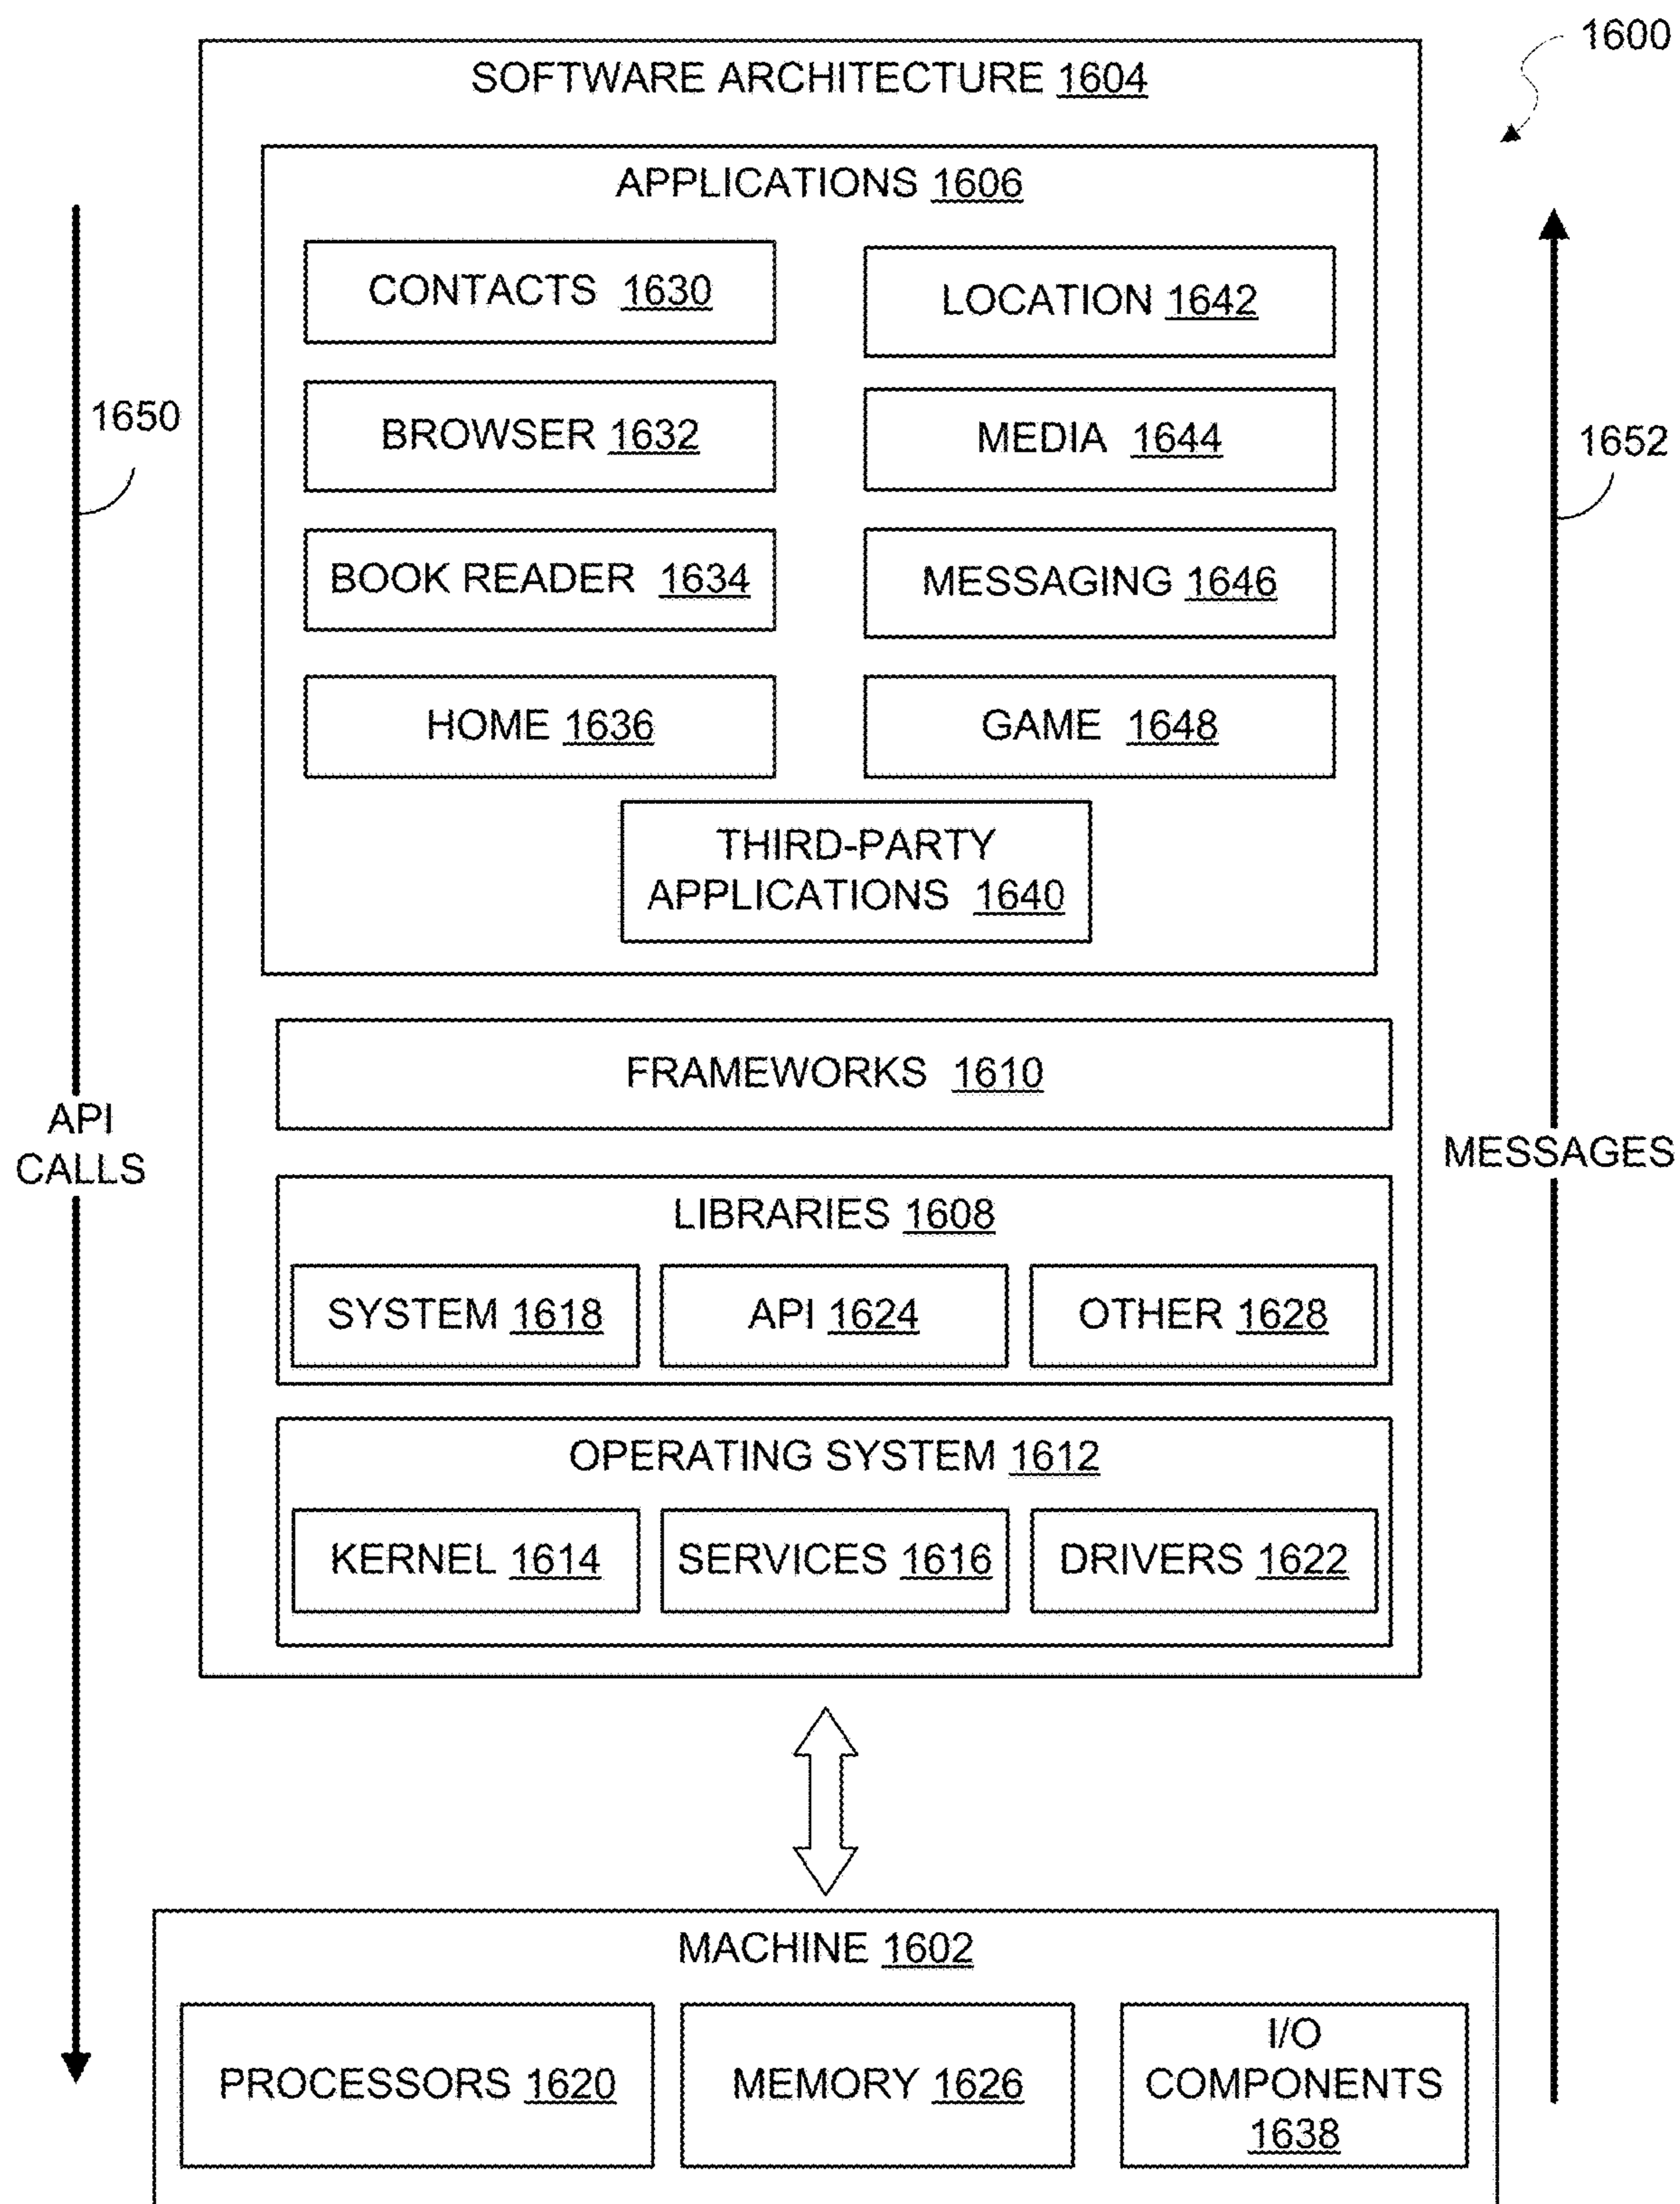 1600
SOFTWARE ARCHITECTURE 1604
APPLICATIONS 1606
CONTACTS 1630
LOCATION 1642
BROWSER 1632
MEDIA 1644
BOOK READER 1634
MESSAGING 1646
HOME 1636
GAME 1648
THIRD-PARTY
APPLICATIONS 1640
1650
1652
FRAMEWORKS 1610
API
CALLS
MESSAGES
LIBRARIES 1608
SYSTEM 1618
API 1624
OTHER 1628
OPERATING SYSTEM 1612
KERNEL 1614
SERVICES 1616
DRIVERS 1622
MACHINE 1602
PROCESSORS 1620
MEMORY 1626
I/O
COMPONENTS
1638